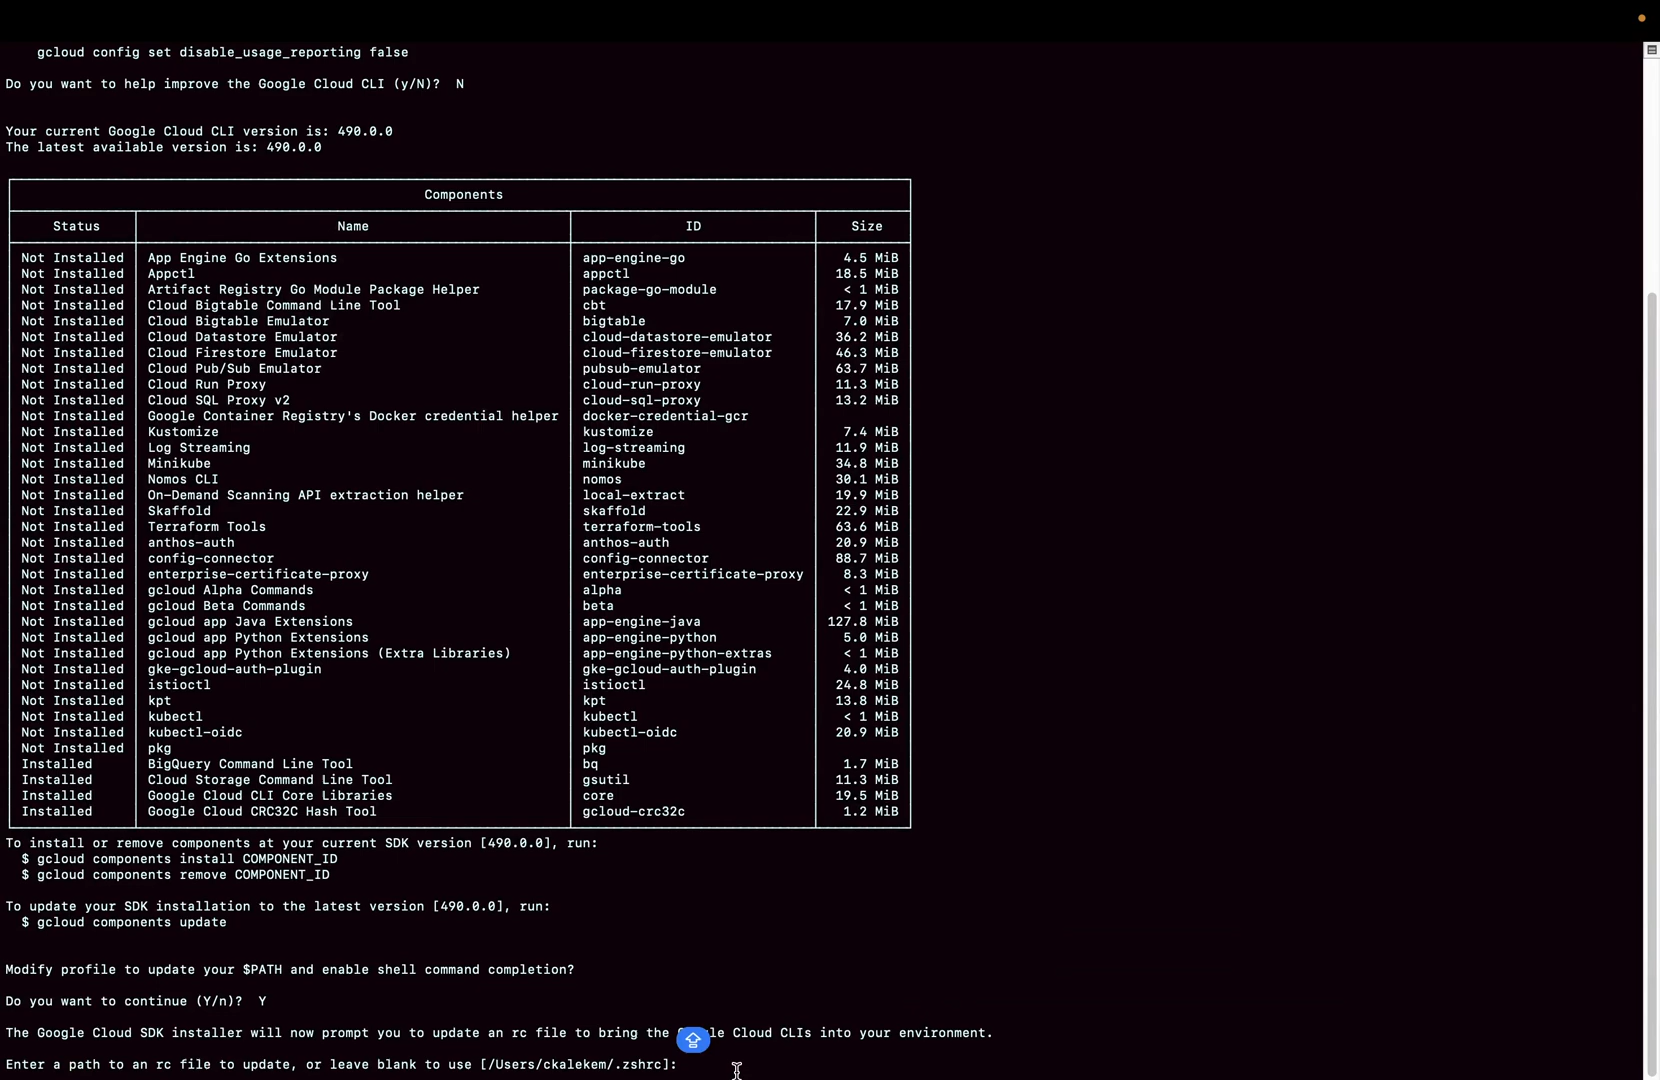 gcloud config set disable_usage_reporting false
Do you want to help improve the Google Cloud CLI (y/N)?  N
Your current Google Cloud CLI version is: 490.0.0
The latest available version is: 490.0.0
Components
Status Name ID Size
Not Installed App Engine Go Extensions app-engine-go 4.5 MiB
Not Installed Appctl appctl 18.5 MiB
Not Installed Artifact Registry Go Module Package Helper package-go-module < 1 MiB
Not Installed Cloud Bigtable Command Line Tool cbt 17.9 MiB
Not Installed Cloud Bigtable Emulator bigtable 7.0 MiB
Not Installed Cloud Datastore Emulator cloud-datastore-emulator 36.2 MiB
Not Installed Cloud Firestore Emulator cloud-firestore-emulator 46.3 MiB
Not Installed Cloud Pub/Sub Emulator pubsub-emulator 63.7 MiB
Not Installed Cloud Run Proxy cloud-run-proxy 11.3 MiB
Not Installed Cloud SQL Proxy v2 cloud-sql-proxy 13.2 MiB
Not Installed Google Container Registry's Docker credential helper docker-credential-gcr
Not Installed Kustomize kustomize 7.4 MiB
Not Installed Log Streaming log-streaming 11.9 MiB
Not Installed Minikube minikube 34.8 MiB
Not Installed Nomos CLI nomos 30.1 MiB
Not Installed On-Demand Scanning API extraction helper local-extract 19.9 MiB
Not Installed Skaffold skaffold 22.9 MiB
Not Installed Terraform Tools terraform-tools 63.6 MiB
Not Installed anthos-auth anthos-auth 20.9 MiB
Not Installed config-connector config-connector 88.7 MiB
Not Installed enterprise-certificate-proxy enterprise-certificate-proxy 8.3 MiB
Not Installed gcloud Alpha Commands alpha < 1 MiB
Not Installed gcloud Beta Commands beta < 1 MiB
Not Installed gcloud app Java Extensions app-engine-java 127.8 MiB
Not Installed gcloud app Python Extensions app-engine-python 5.0 MiB
Not Installed gcloud app Python Extensions (Extra Libraries) app-engine-python-extras < 1 MiB
Not Installed gke-gcloud-auth-plugin gke-gcloud-auth-plugin 4.0 MiB
Not Installed istioctl istioctl 24.8 MiB
Not Installed kpt kpt 13.8 MiB
Not Installed kubectl kubectl < 1 MiB
Not Installed kubectl-oidc kubectl-oidc 20.9 MiB
Not Installed pkg pkg
Installed BigQuery Command Line Tool bq 1.7 MiB
Installed Cloud Storage Command Line Tool gsutil 11.3 MiB
Installed Google Cloud CLI Core Libraries core 19.5 MiB
Installed Google Cloud CRC32C Hash Tool gcloud-crc32c 1.2 MiB
To install or remove components at your current SDK version [490.0.0], run:
$ gcloud components install COMPONENT_ID
$ gcloud components remove COMPONENT_ID
To update your SDK installation to the latest version [490.0.0], run:
$ gcloud components update
Modify profile to update your $PATH and enable shell command completion?
Do you want to continue (Y/n)?  Y
The Google Cloud SDK installer will now prompt you to update an rc file to bring the Cloud CLIs into your environment.
Enter a path to an rc file to update, or leave blank to use [/Users/ckalekem/.zshrc]: